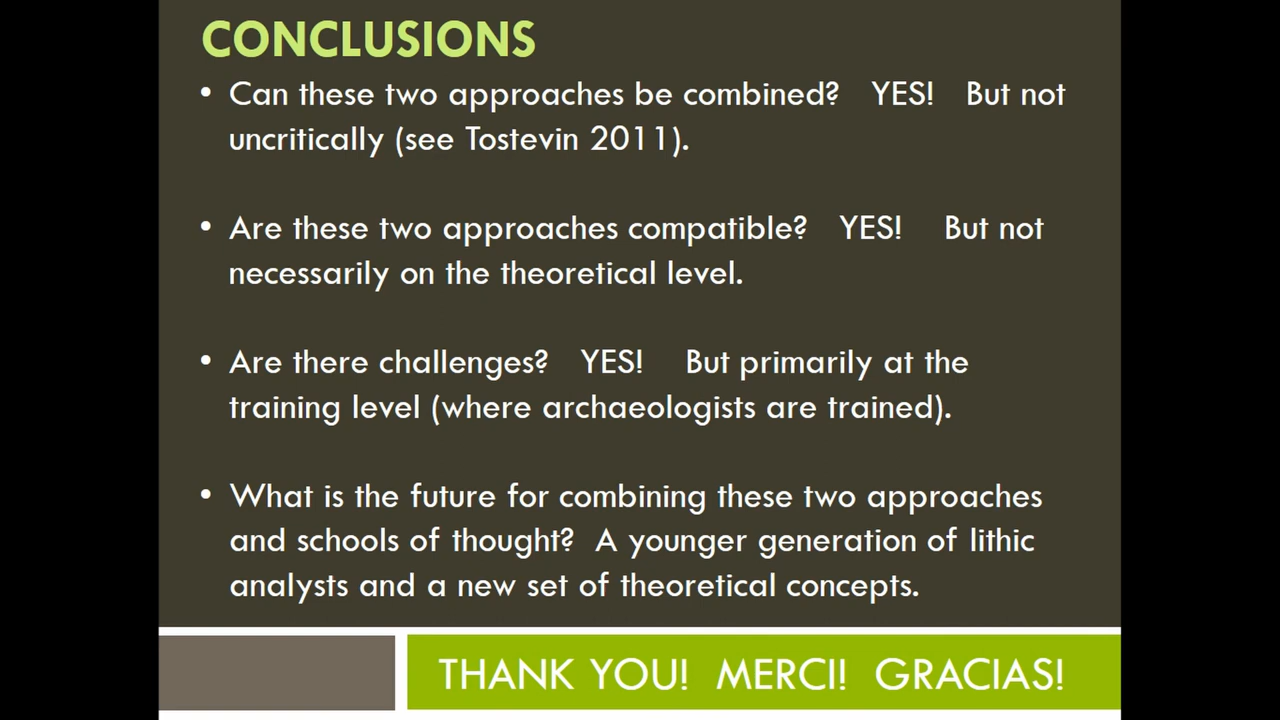 CONCLUSIONS
• Can these two approaches be combined? YES! But not
uncritically (see Tostevin 2011).
• Are these two approaches compatible? YES! But not
necessarily on the theoretical level.
• Are there challenges? YES! But primarily at the
training level (where archaeologists are trained).
• What is the future for combining these two approaches
and schools of thought? A younger generation of lithic
analysts and a new set of theoretical concepts.
THANK YOU! MERCI! GRACIAS!